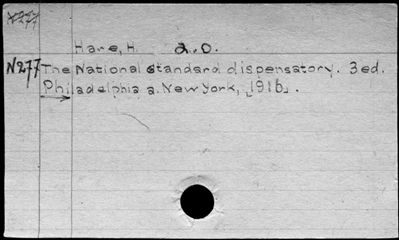 Hare, H. a.o.
N277 The National standard dispensatory. 3ed.
Philadelphia a. New York, [1916].